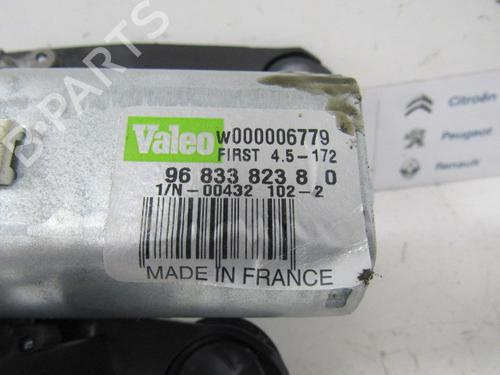 Valeo
W000006779
FIRST 4.5-172
96 833 823 8 0
1/N-00432 102-2
MADE IN FRANCE
Citroën
Peugeot
Renault